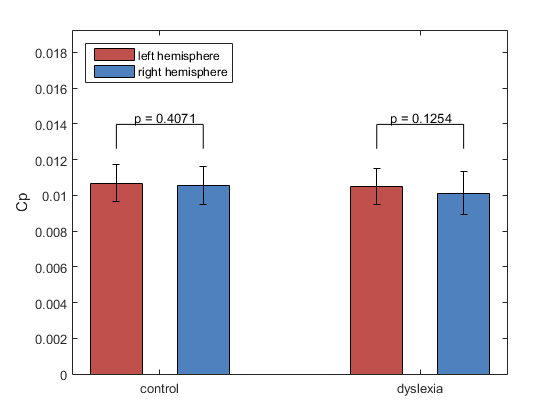 0.018
left hemisphere
right hemisphere
0.016
0.014
p = 0.4071
p = 0.1254
0.012
0.01
Cp
0.008
0.006
0.004
0.002
0
control
dyslexia